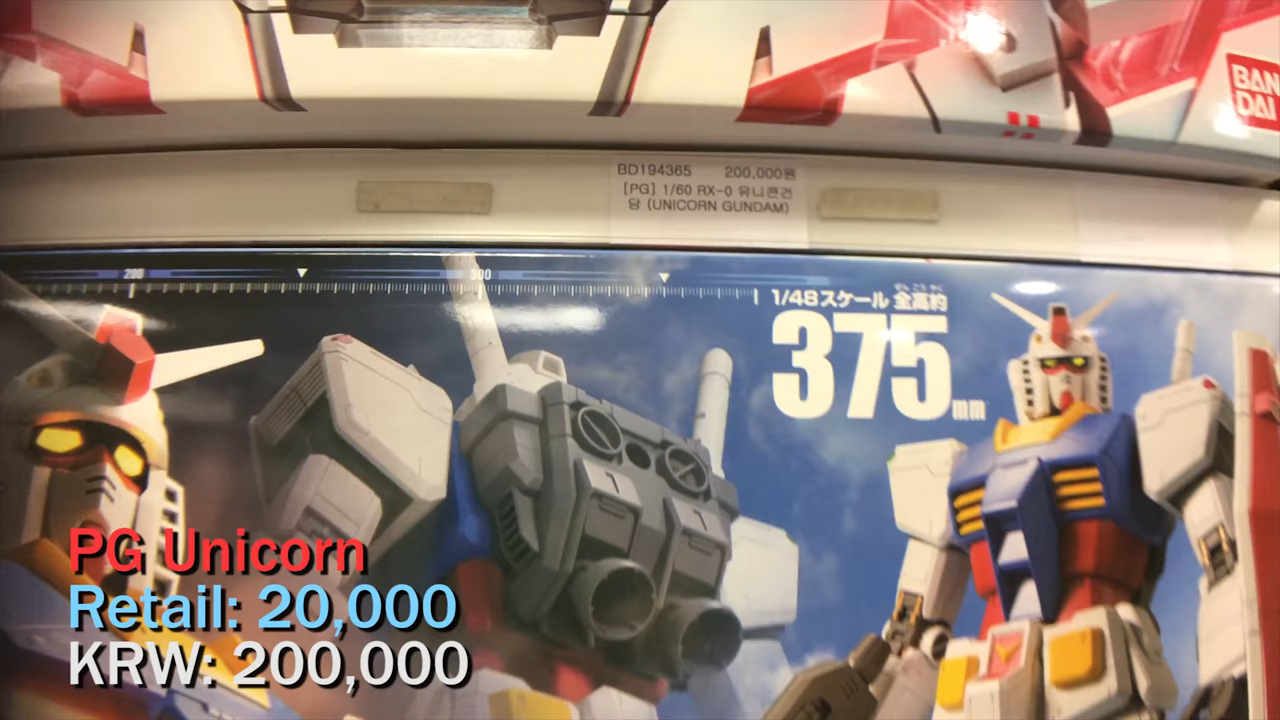 BAN
DAI
BD194365 200,000원
[PG] 1/60 RX-0 유니콘건
담 (UNICORN GUNDAM)
200
300
1/48スケール 全高約
375mm
PG Unicorn
Retail: 20,000
KRW: 200,000